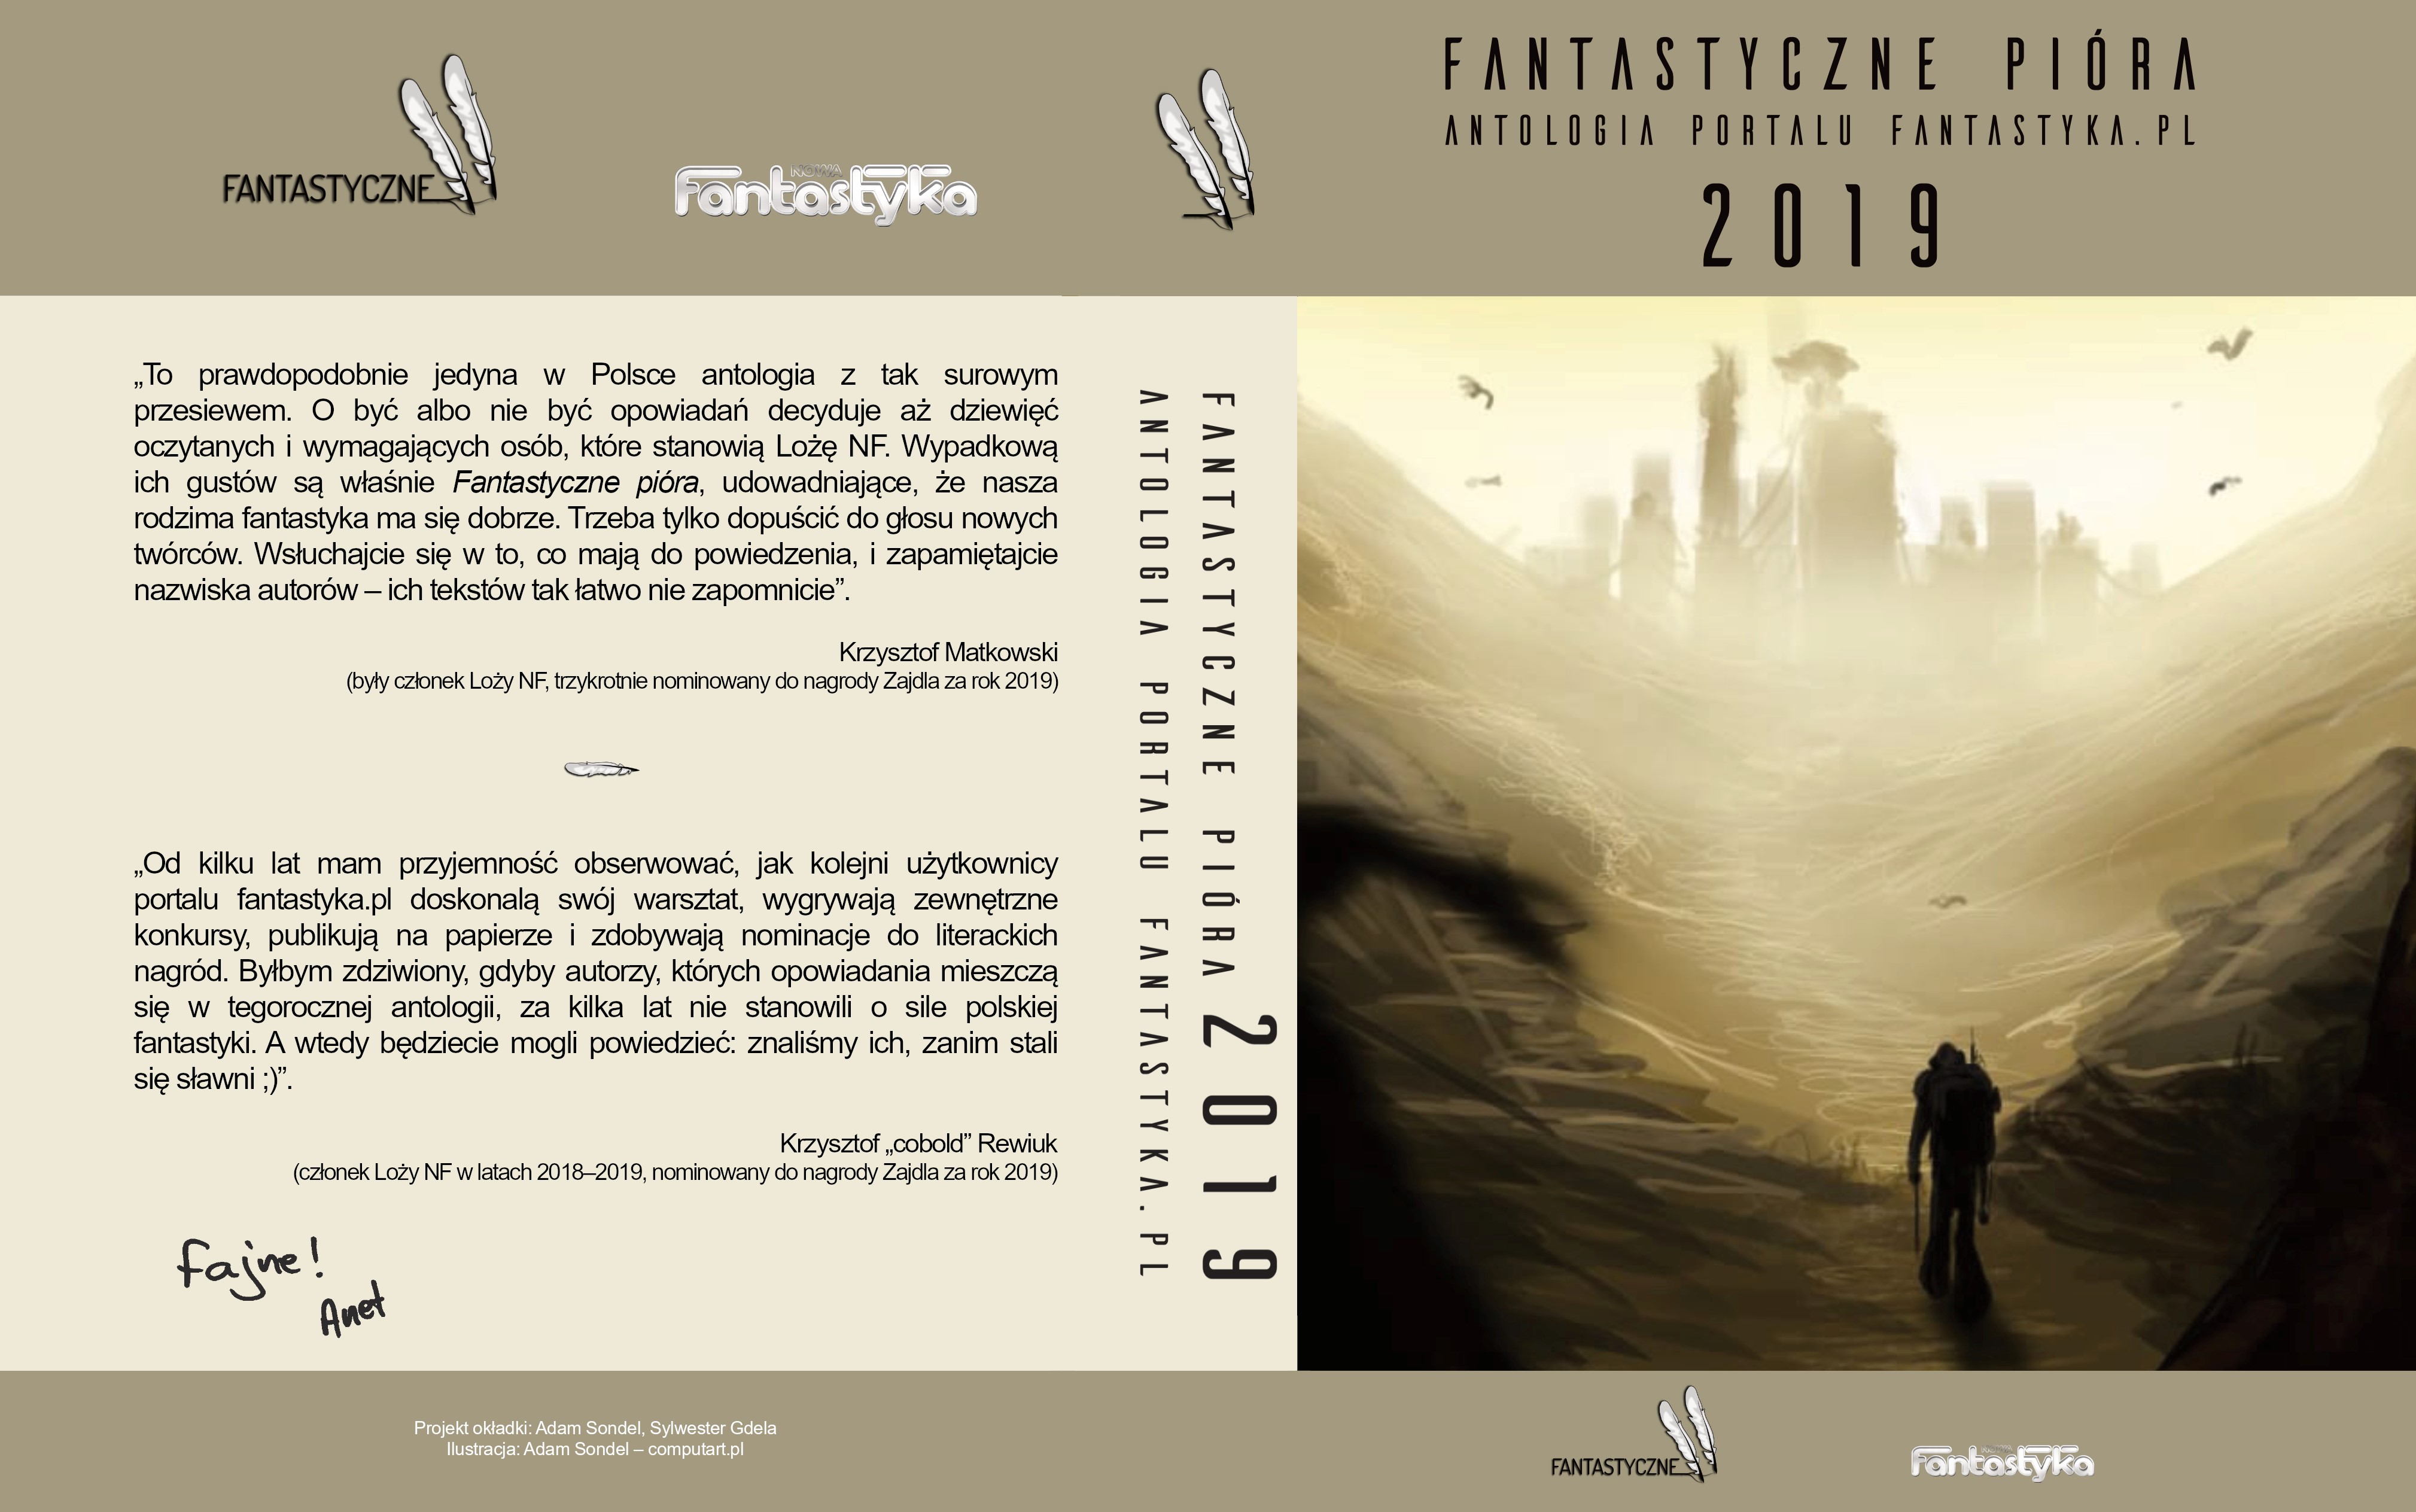 FANTASTYCZNE
NOWA
Fantastyka
„To prawdopodobnie jedyna w Polsce antologia z tak surowym
przesiewem. O być albo nie być opowiadań decyduje aż dziewięć
oczytanych i wymagających osób, które stanowią Lożę NF. Wypadkową
ich gustów są właśnie Fantastyczne pióra, udowadniające, że nasza
rodzima fantastyka ma się dobrze. Trzeba tylko dopuścić do głosu nowych
twórców. Wsłuchajcie się w to, co mają do powiedzenia, i zapamiętajcie
nazwiska autorów – ich tekstów tak łatwo nie zapomnicie”.
Krzysztof Matkowski
(były członek Loży NF, trzykrotnie nominowany do nagrody Zajdla za rok 2019)
„Od kilku lat mam przyjemność obserwować, jak kolejni użytkownicy
portalu fantastyka.pl doskonalą swój warsztat, wygrywają zewnętrzne
konkursy, publikują na papierze i zdobywają nominacje do literackich
nagród. Byłbym zdziwiony, gdyby autorzy, których opowiadania mieszczą
się w tegorocznej antologii, za kilka lat nie stanowili o sile polskiej
fantastyki. A wtedy będziecie mogli powiedzieć: znaliśmy ich, zanim stali
się sławni ;)”.
Krzysztof „cobold” Rewiuk
(członek Loży NF w latach 2018–2019, nominowany do nagrody Zajdla za rok 2019)
fajne!
Anet
Projekt okładki: Adam Sondel, Sylwester Gdela
Ilustracja: Adam Sondel – computart.pl
FANTASTYCZNE PIÓRA 2019
ANTOLOGIA PORTALU FANTASTYKA.PL
FANTASTYCZNE PIÓRA
ANTOLOGIA PORTALU FANTASTYKA.PL
2019
FANTASTYCZNE
NOWA
Fantastyka